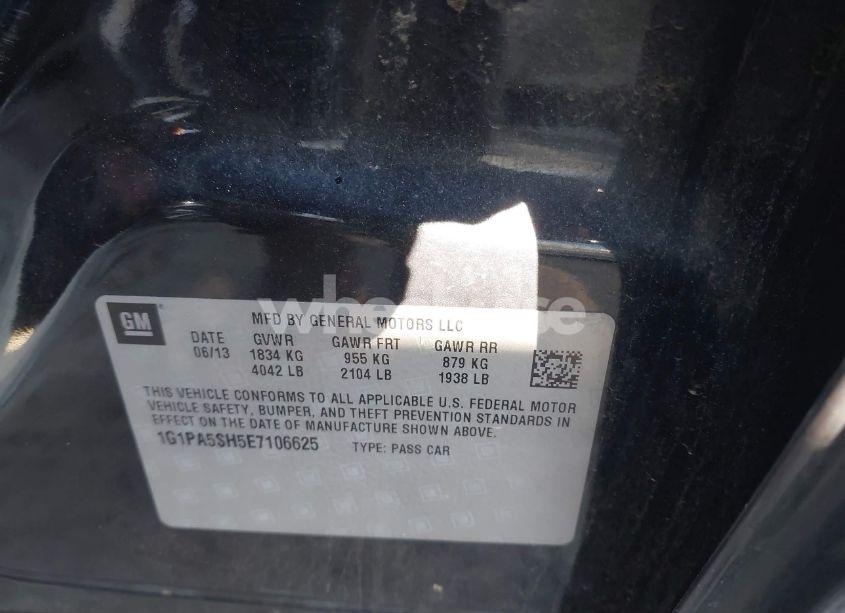 GM
MFD BY GENERAL MOTORS LLC
DATE GVWR GAWR FRT GAWR RR
06/13 1834 KG 955 KG 879 KG
4042 LB 2104 LB 1938 LB
THIS VEHICLE CONFORMS TO ALL APPLICABLE U.S. FEDERAL MOTOR
VEHICLE SAFETY, BUMPER, AND THEFT PREVENTION STANDARDS IN
EFFECT ON THE DATE OF MANUFACTURE SHOWN ABOVE.
1G1PA5SH5E7106625 TYPE: PASS CAR